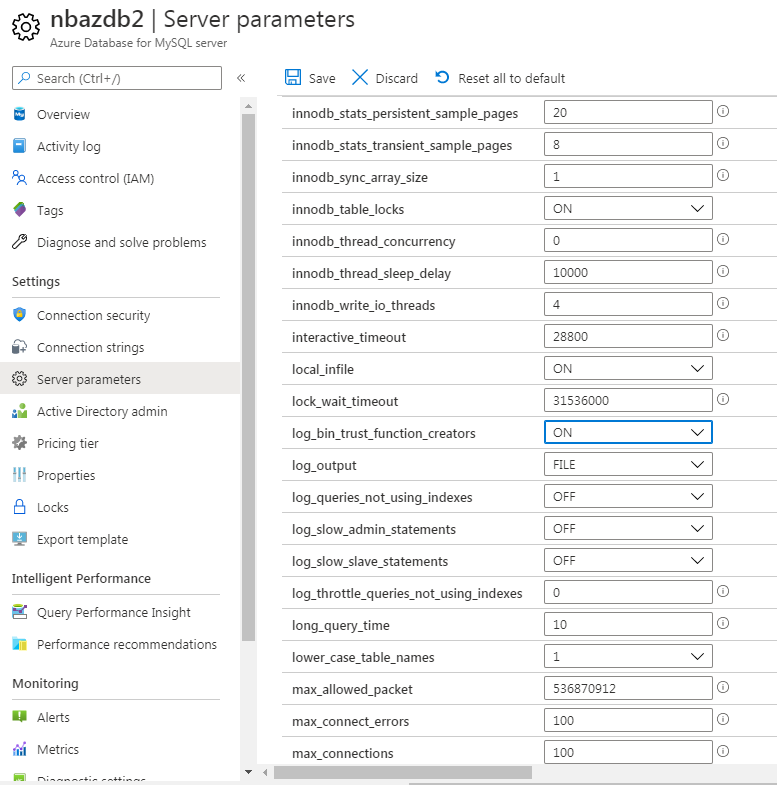 nbazdb2 | Server parameters
Azure Database for MySQL server
Search (Ctrl+/)
«
Overview
Activity log
Access control (IAM)
Tags
Diagnose and solve problems
Settings
Connection security
Connection strings
Server parameters
Active Directory admin
Pricing tier
Properties
Locks
Export template
Intelligent Performance
Query Performance Insight
Performance recommendations
Monitoring
Alerts
Metrics
Diagnostic settings
Save Discard Reset all to default
innodb_stats_persistent_sample_pages 20
innodb_stats_transient_sample_pages 8
innodb_sync_array_size 1
innodb_table_locks ON
innodb_thread_concurrency 0
innodb_thread_sleep_delay 10000
innodb_write_io_threads 4
interactive_timeout 28800
local_infile ON
lock_wait_timeout 31536000
log_bin_trust_function_creators ON
log_output FILE
log_queries_not_using_indexes OFF
log_slow_admin_statements OFF
log_slow_slave_statements OFF
log_throttle_queries_not_using_indexes 0
long_query_time 10
lower_case_table_names 1
max_allowed_packet 536870912
max_connect_errors 100
max_connections 100